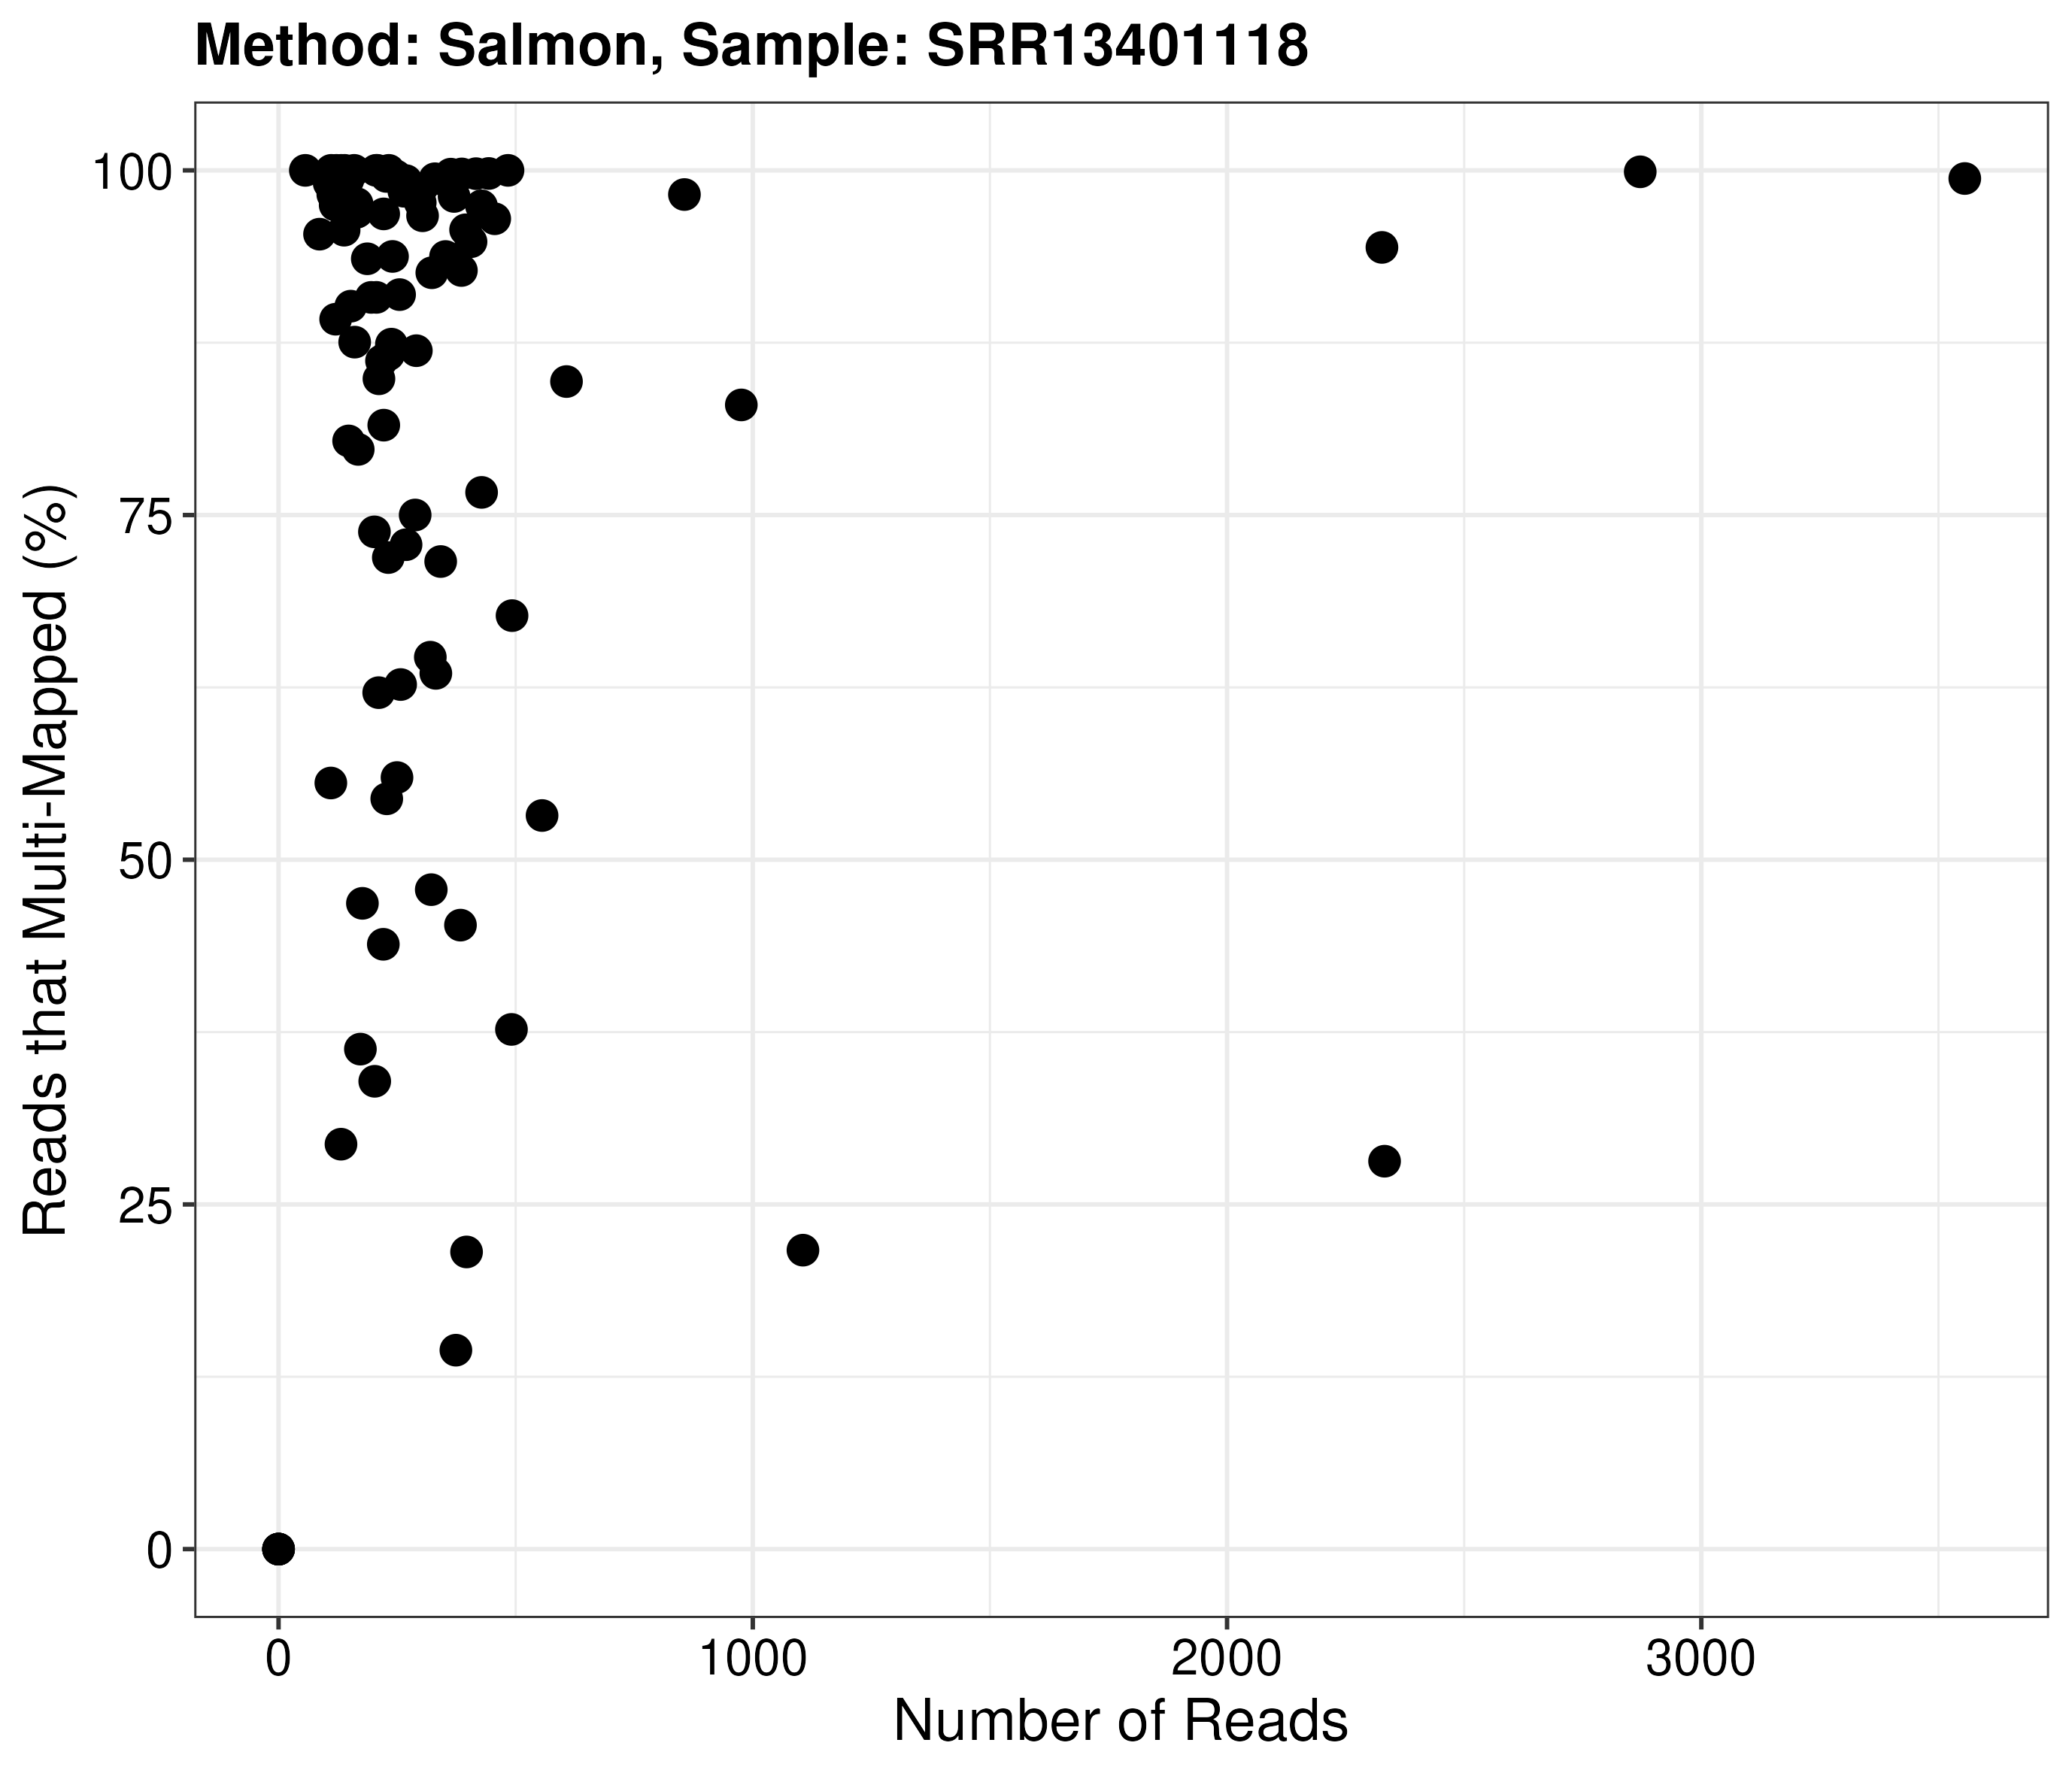 Method: Salmon, Sample: SRR13401118
Reads that Multi-Mapped (%)
100
75
50
25
0
0 1000 2000 3000
Number of Reads